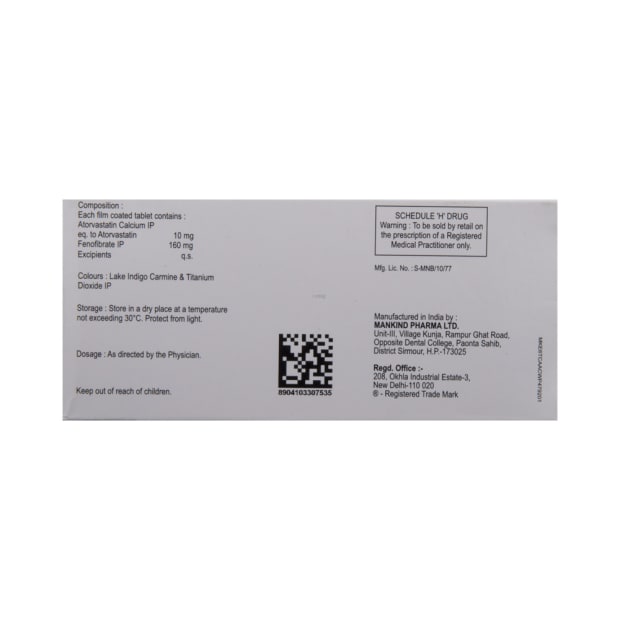 Composition :
Each film coated tablet contains :
Atorvastatin Calcium IP
eq. to Atorvastatin 10 mg
Fenofibrate IP 160 mg
Excipients q.s.
Colours : Lake Indigo Carmine & Titanium
Dioxide IP
Storage : Store in a dry place at a temperature
not exceeding 30°C. Protect from light.
Dosage : As directed by the Physician.
Keep out of reach of children.
8904103307535
SCHEDULE 'H' DRUG
Warning : To be sold by retail on
the prescription of a Registered
Medical Practitioner only.
Mfg. Lic. No. : S-MNB/10/77
Manufactured in India by :
MANKIND PHARMA LTD.
Unit-III, Village Kunja, Rampur Ghat Road,
Opposite Dental College, Paonta Sahib,
District Sirmour, H.P.-173025
Regd. Office :-
208, Okhla Industrial Estate-3,
New Delhi-110 020
® - Registered Trade Mark